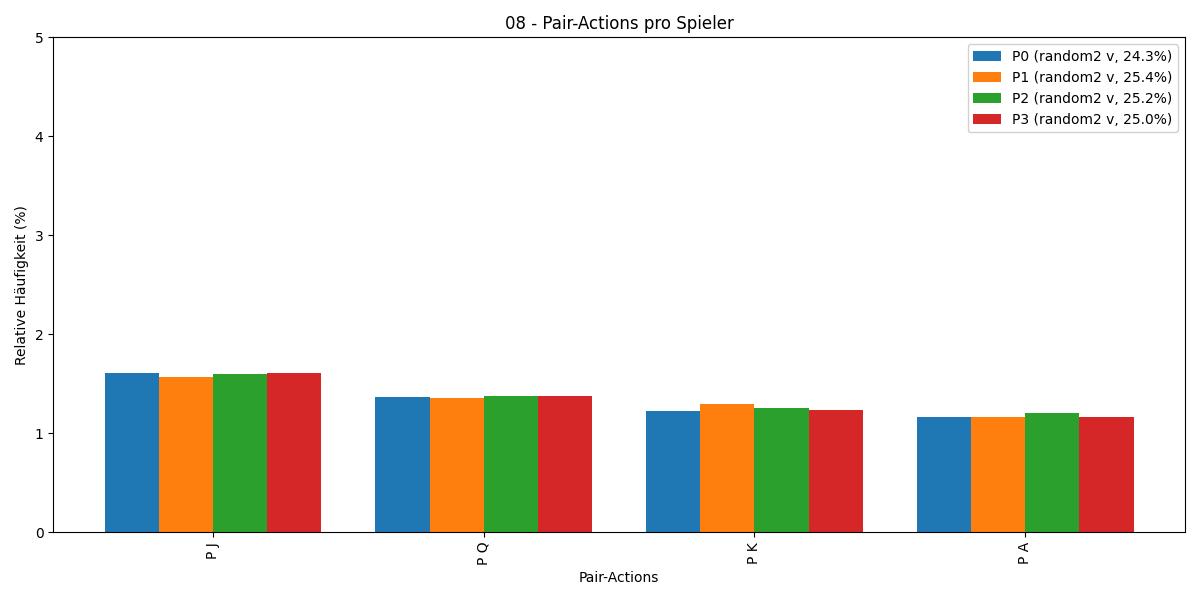 08 - Pair-Actions pro Spieler
P0 (random2 v, 24.3%)
P1 (random2 v, 25.4%)
P2 (random2 v, 25.2%)
P3 (random2 v, 25.0%)
Relative Häufigkeit (%)
5
4
3
2
1
0
P J
P Q
P K
P A
Pair-Actions